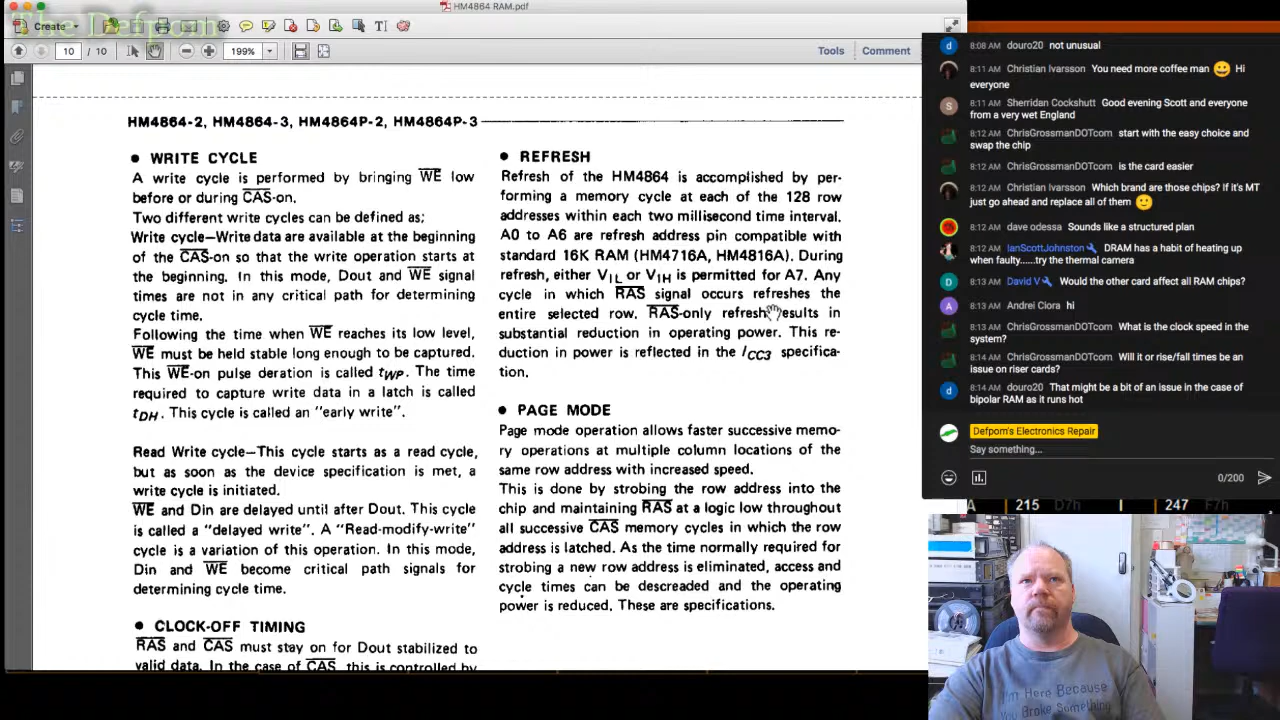 HM4864 RAM.pdf
The Defpom
Create
10 / 10
199%
Tools
Comment
HM4864-2, HM4864-3, HM4864P-2, HM4864P-3
● WRITE CYCLE
A write cycle is performed by bringing WE low
before or during CAS-on.
Two different write cycles can be defined as;
Write cycle—Write data are available at the beginning
of the CAS-on so that the write operation starts at
the beginning. In this mode, Dout and WE signal
times are not in any critical path for determining
cycle time.
Following the time when WE reaches its low level,
WE must be held stable long enough to be captured.
This WE-on pulse deration is called tWP. The time
required to capture write data in a latch is called
tDH. This cycle is called an "early write".
Read Write cycle—This cycle starts as a read cycle,
but as soon as the device specification is met, a
write cycle is initiated.
WE and Din are delayed until after Dout. This cycle
is called a "delayed write". A "Read-modify-write"
cycle is a variation of this operation. In this mode,
Din and WE become critical path signals for
determining cycle time.
● CLOCK-OFF TIMING
RAS and CAS must stay on for Dout stabilized to
valid data. In the case of CAS, this is controlled by
● REFRESH
Refresh of the HM4864 is accomplished by per-
forming a memory cycle at each of the 128 row
addresses within each two millisecond time interval.
A0 to A6 are refresh address pin compatible with
standard 16K RAM (HM4716A, HM4816A). During
refresh, either VIL or VIH is permitted for A7. Any
cycle in which RAS signal occurs refreshes the
entire selected row. RAS-only refresh results in
substantial reduction in operating power. This re-
duction in power is reflected in the ICC3 specifica-
tion.
● PAGE MODE
Page mode operation allows faster successive memo-
ry operations at multiple column locations of the
same row address with increased speed.
This is done by strobing the row address into the
chip and maintaining RAS at a logic low throughout
all successive CAS memory cycles in which the row
address is latched. As the time normally required for
strobing a new row address is eliminated, access and
cycle times can be descreaded and the operating
power is reduced. These are specifications.
8:08 AM douro20 not unusual
8:11 AM Christian Ivarsson You need more coffee man 😀 Hi
everyone
8:11 AM Sherridan Cockshutt Good evening Scott and everyone
from a very wet England
8:12 AM ChrisGrossmanDOTcom start with the easy choice and
swap the chip
8:12 AM ChrisGrossmanDOTcom is the card easier
8:12 AM Christian Ivarsson Which brand are those chips? If it's MT
just go ahead and replace all of them 🙂
8:12 AM dave odessa Sounds like a structured plan
8:12 AM IanScottJohnston DRAM has a habit of heating up
when faulty......try the thermal camera
8:13 AM David V Would the other card affect all RAM chips?
8:13 AM Andrei Ciora hi
8:13 AM ChrisGrossmanDOTcom What is the clock speed in the
system?
8:14 AM ChrisGrossmanDOTcom Will it or rise/fall times be an
issue on riser cards?
8:14 AM douro20 That might be a bit of an issue in the case of
bipolar RAM as it runs hot
Defpom's Electronics Repair
Say something...
0/200
215 D7h 247 F7h
I'm Here Because
You Broke Something